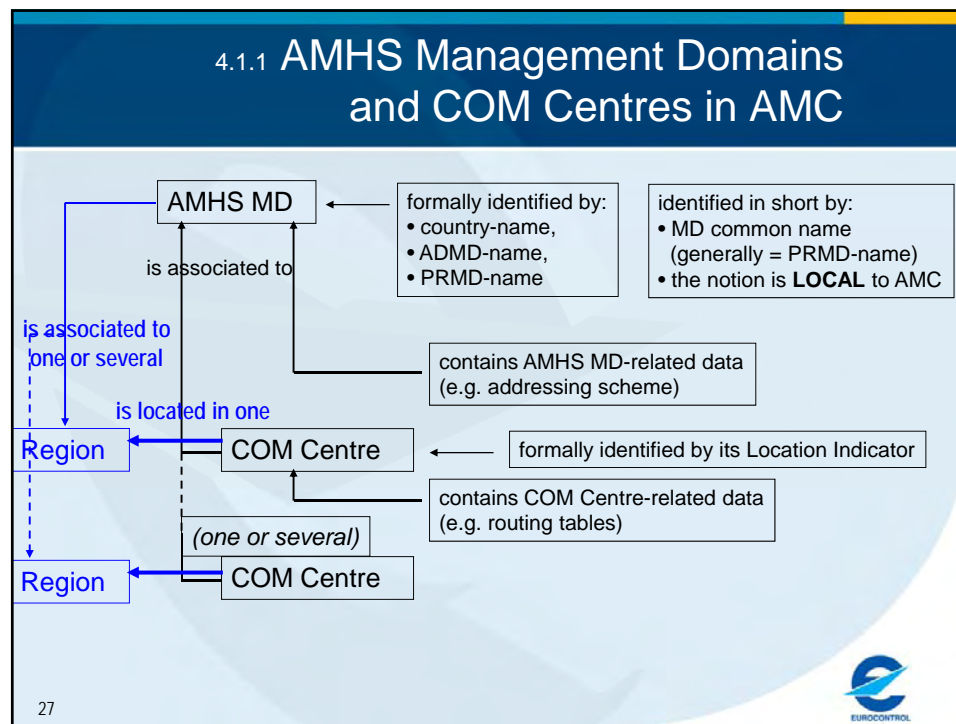 4.1.1 AMHS Management Domains
and COM Centres in AMC
AMHS MD
formally identified by:
• country-name,
• ADMD-name,
• PRMD-name
identified in short by:
• MD common name
(generally = PRMD-name)
• the notion is LOCAL to AMC
is associated to
is associated to
one or several
contains AMHS MD-related data
(e.g. addressing scheme)
is located in one
Region
COM Centre
formally identified by its Location Indicator
contains COM Centre-related data
(e.g. routing tables)
(one or several)
Region
COM Centre
27
EUROCONTROL